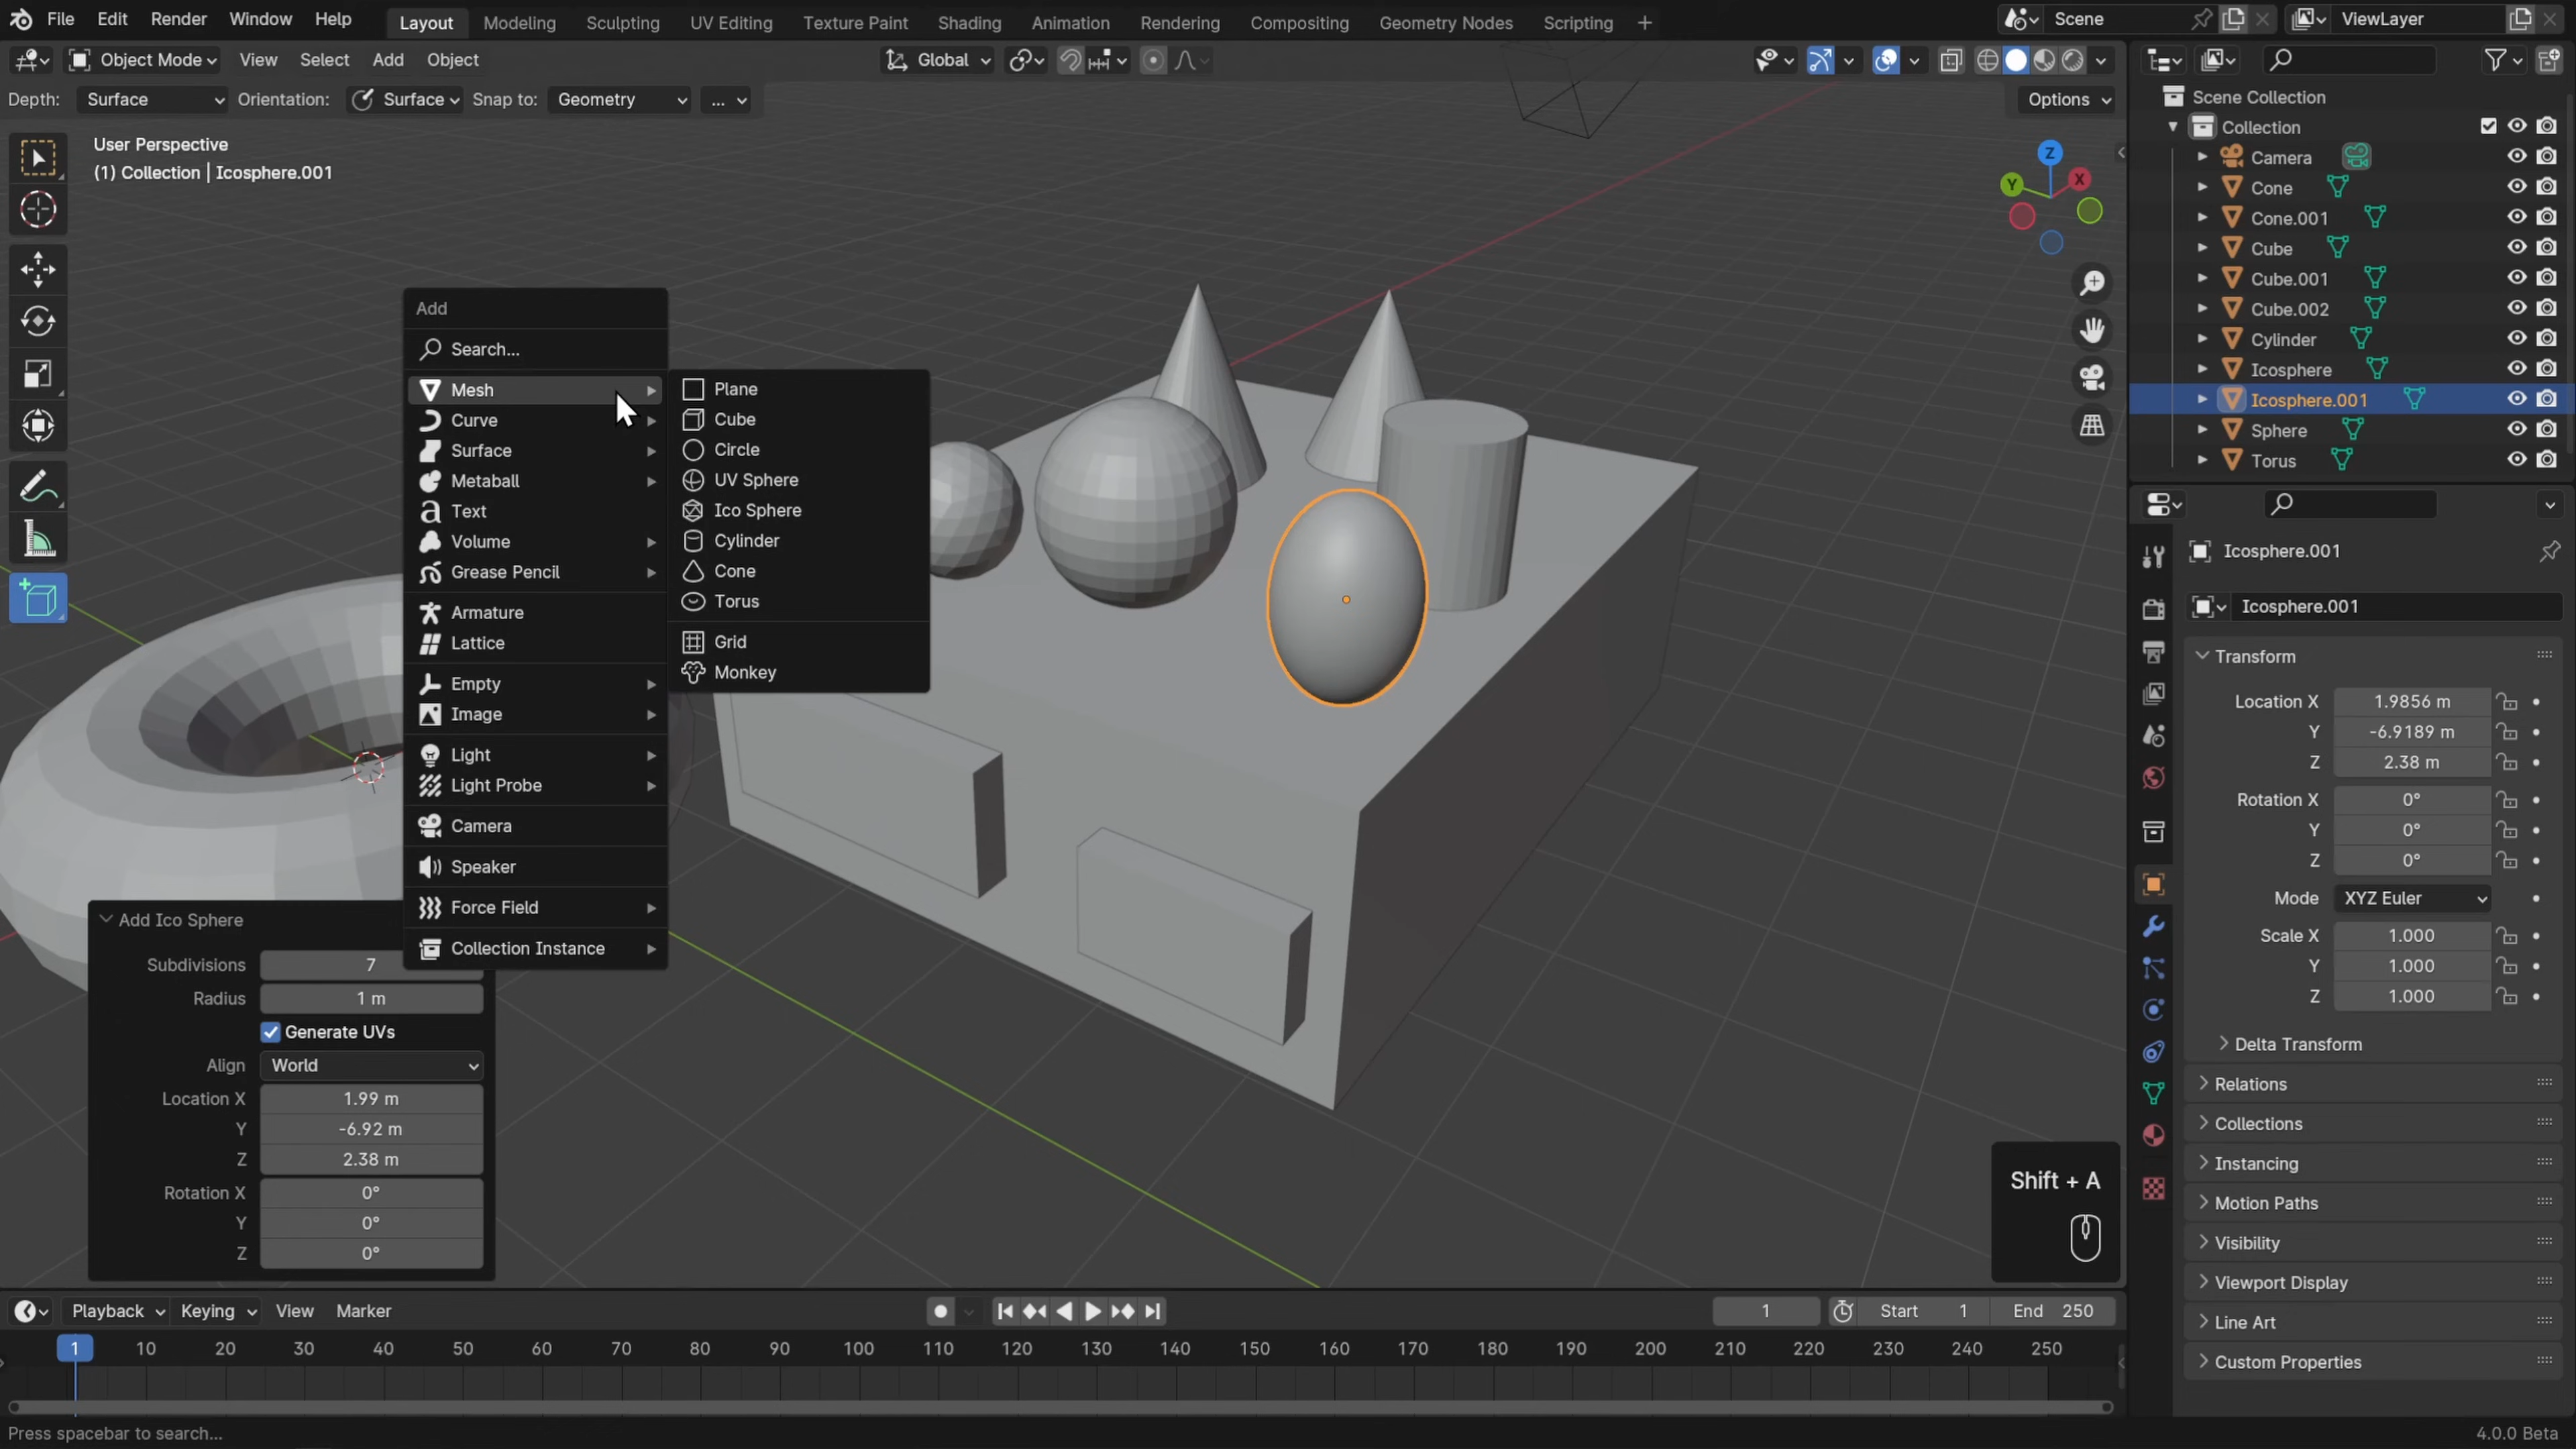 File Edit Render Window Help Layout Modeling Sculpting UV Editing Texture Paint Shading Animation Rendering Compositing Geometry Nodes Scripting + Scene ViewLayer
Object Mode View Select Add Object Global
Depth: Surface Orientation: Surface Snap to: Geometry ... Options
User Perspective
(1) Collection | Icosphere.001
Z
Y
X
Add
Search...
Mesh
Curve
Surface
Metaball
Text
Volume
Grease Pencil
Armature
Lattice
Empty
Image
Light
Light Probe
Camera
Speaker
Force Field
Collection Instance
Plane
Cube
Circle
UV Sphere
Ico Sphere
Cylinder
Cone
Torus
Grid
Monkey
Add Ico Sphere
Subdivisions 7
Radius 1 m
Generate UVs
Align World
Location X 1.99 m
Y -6.92 m
Z 2.38 m
Rotation X 0°
Y 0°
Z 0°
Shift + A
Scene Collection
Collection
Camera
Cone
Cone.001
Cube
Cube.001
Cube.002
Cylinder
Icosphere
Icosphere.001
Sphere
Torus
Icosphere.001
Icosphere.001
Transform
Location X 1.9856 m
Y -6.9189 m
Z 2.38 m
Rotation X 0°
Y 0°
Z 0°
Mode XYZ Euler
Scale X 1.000
Y 1.000
Z 1.000
Delta Transform
Relations
Collections
Instancing
Motion Paths
Visibility
Viewport Display
Line Art
Custom Properties
Playback Keying View Marker 1 Start 1 End 250
1 10 20 30 40 50 60 70 80 90 100 110 120 130 140 150 160 170 180 190 200 210 220 230 240 250
Press spacebar to search... 4.0.0 Beta